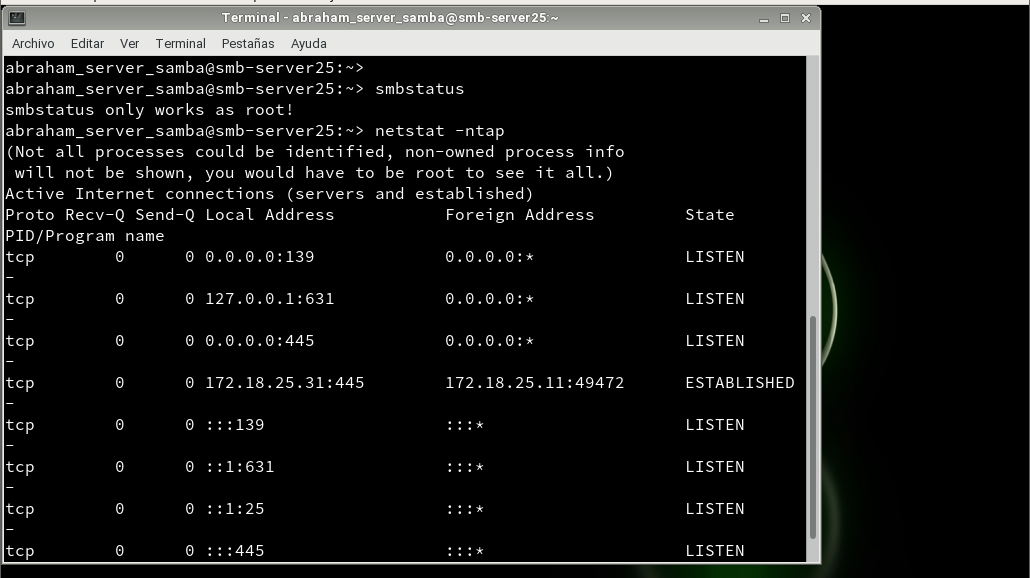 Terminal - abraham_server_samba@smb-server25:~
Archivo Editar Ver Terminal Pestañas Ayuda
abraham_server_samba@smb-server25:~>
abraham_server_samba@smb-server25:~> smbstatus
smbstatus only works as root!
abraham_server_samba@smb-server25:~> netstat -ntap
(Not all processes could be identified, non-owned process info
 will not be shown, you would have to be root to see it all.)
Active Internet connections (servers and established)
Proto Recv-Q Send-Q Local Address           Foreign Address         State
PID/Program name
tcp        0      0 0.0.0.0:139             0.0.0.0:*               LISTEN
-
tcp        0      0 127.0.0.1:631           0.0.0.0:*               LISTEN
-
tcp        0      0 0.0.0.0:445             0.0.0.0:*               LISTEN
-
tcp        0      0 172.18.25.31:445        172.18.25.11:49472      ESTABLISHED
-
tcp        0      0 :::139                  :::*                    LISTEN
-
tcp        0      0 ::1:631                 :::*                    LISTEN
-
tcp        0      0 ::1:25                  :::*                    LISTEN
-
tcp        0      0 :::445                  :::*                    LISTEN